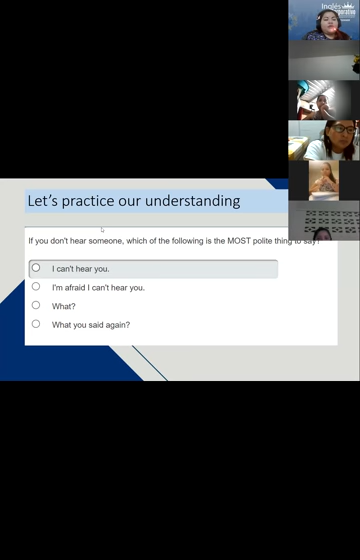 Inglés
Let's practice our understanding
If you don't hear someone, which of the following is the MOST polite thing to say?
I can't hear you.
I'm afraid I can't hear you.
What?
What you said again?